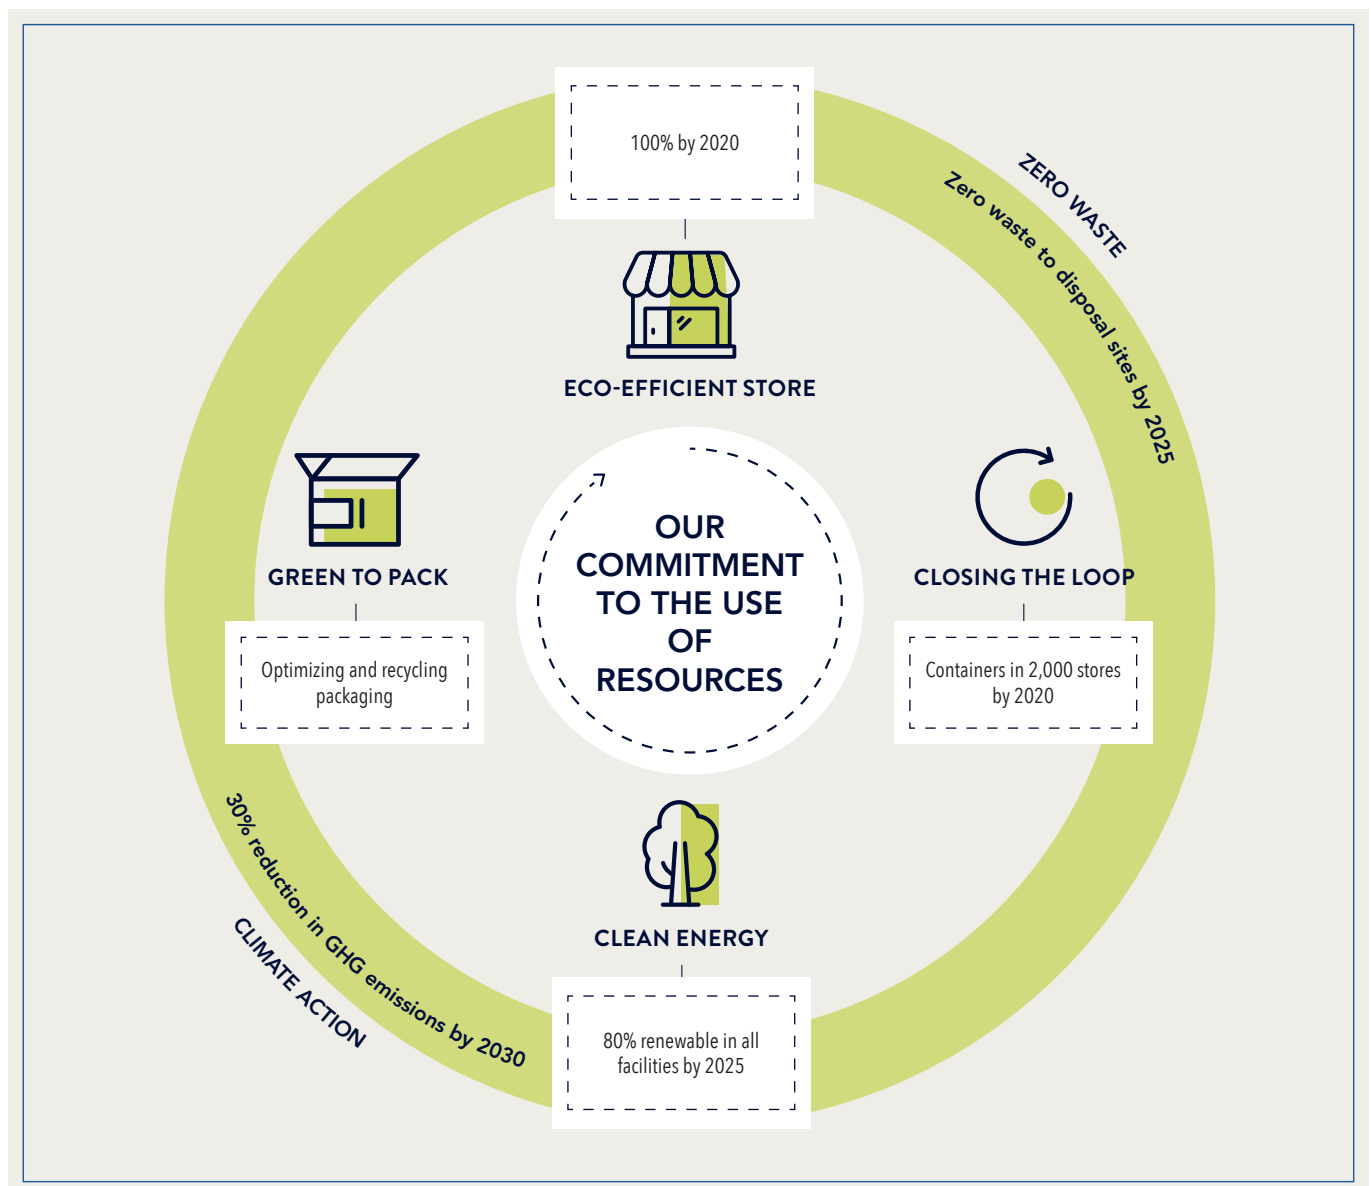 100% by 2020
ECO-EFFICIENT STORE
ZERO WASTE
Zero waste to disposal sites by 2025
GREEN TO PACK
Optimizing and recycling
packaging
OUR
COMMITMENT
TO THE USE
OF
RESOURCES
CLOSING THE LOOP
Containers in 2,000 stores
by 2020
30% reduction in GHG emissions by 2030
CLIMATE ACTION
CLEAN ENERGY
80% renewable in all
facilities by 2025